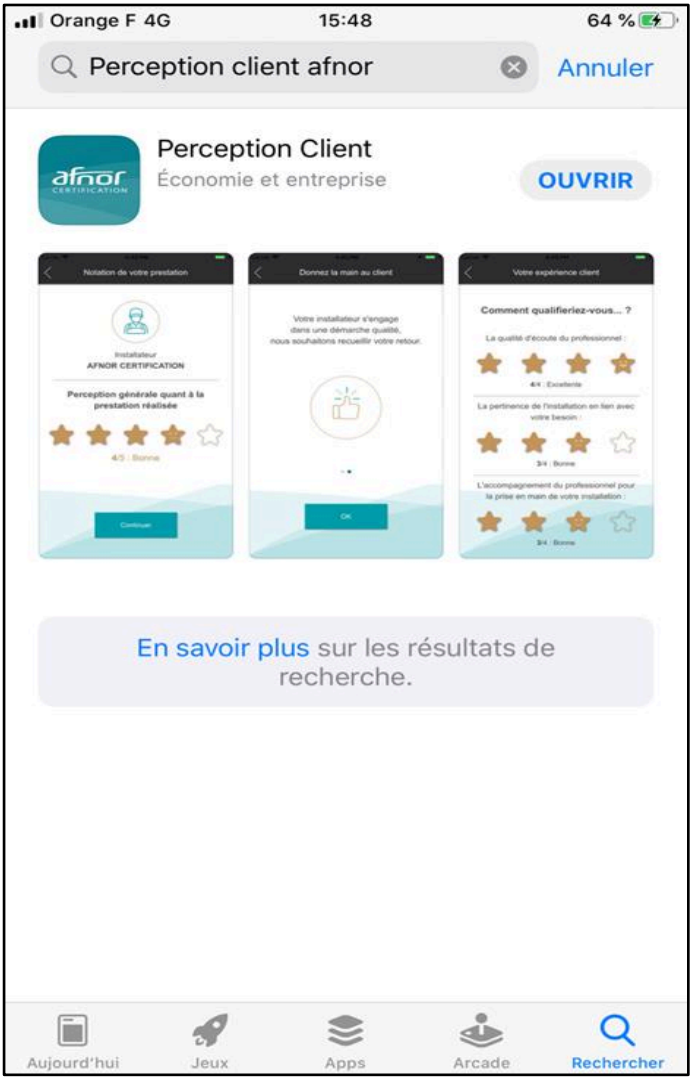 Orange F 4G 15:48 64 %
Perception client afnor Annuler
afnor
CERTIFICATION
Perception Client
Économie et entreprise
OUVRIR
Notation de votre prestation
Installateur
AFNOR CERTIFICATION
Perception générale quant à la
prestation réalisée
4/5 : Bonne
Continuer
Donnez la main au client
Votre installateur s'engage
dans une démarche qualité,
nous souhaitons recueillir votre retour.
OK
Votre expérience client
Comment qualifieriez-vous... ?
La qualité d'écoute du professionnel :
4/4 : Excellente
La pertinence de l'installation en lien avec
votre besoin :
3/4 : Bonne
L'accompagnement du professionnel pour
la prise en main de votre installation :
3/4 : Bonne
En savoir plus sur les résultats de
recherche.
Aujourd'hui Jeux Apps Arcade Rechercher